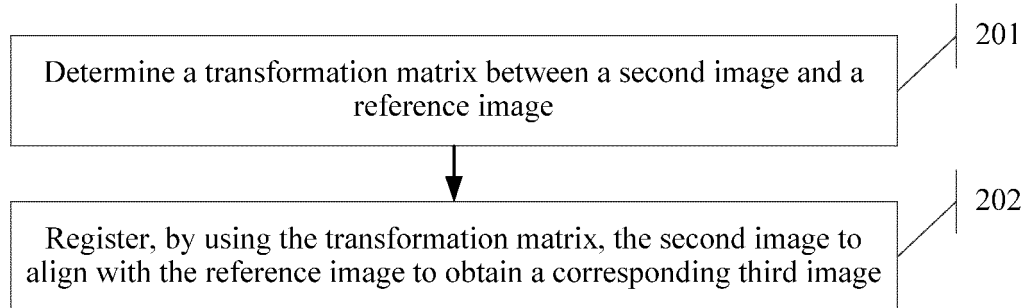 201
Determine a transformation matrix between a second image and a
reference image
202
Register, by using the transformation matrix, the second image to
align with the reference image to obtain a corresponding third image